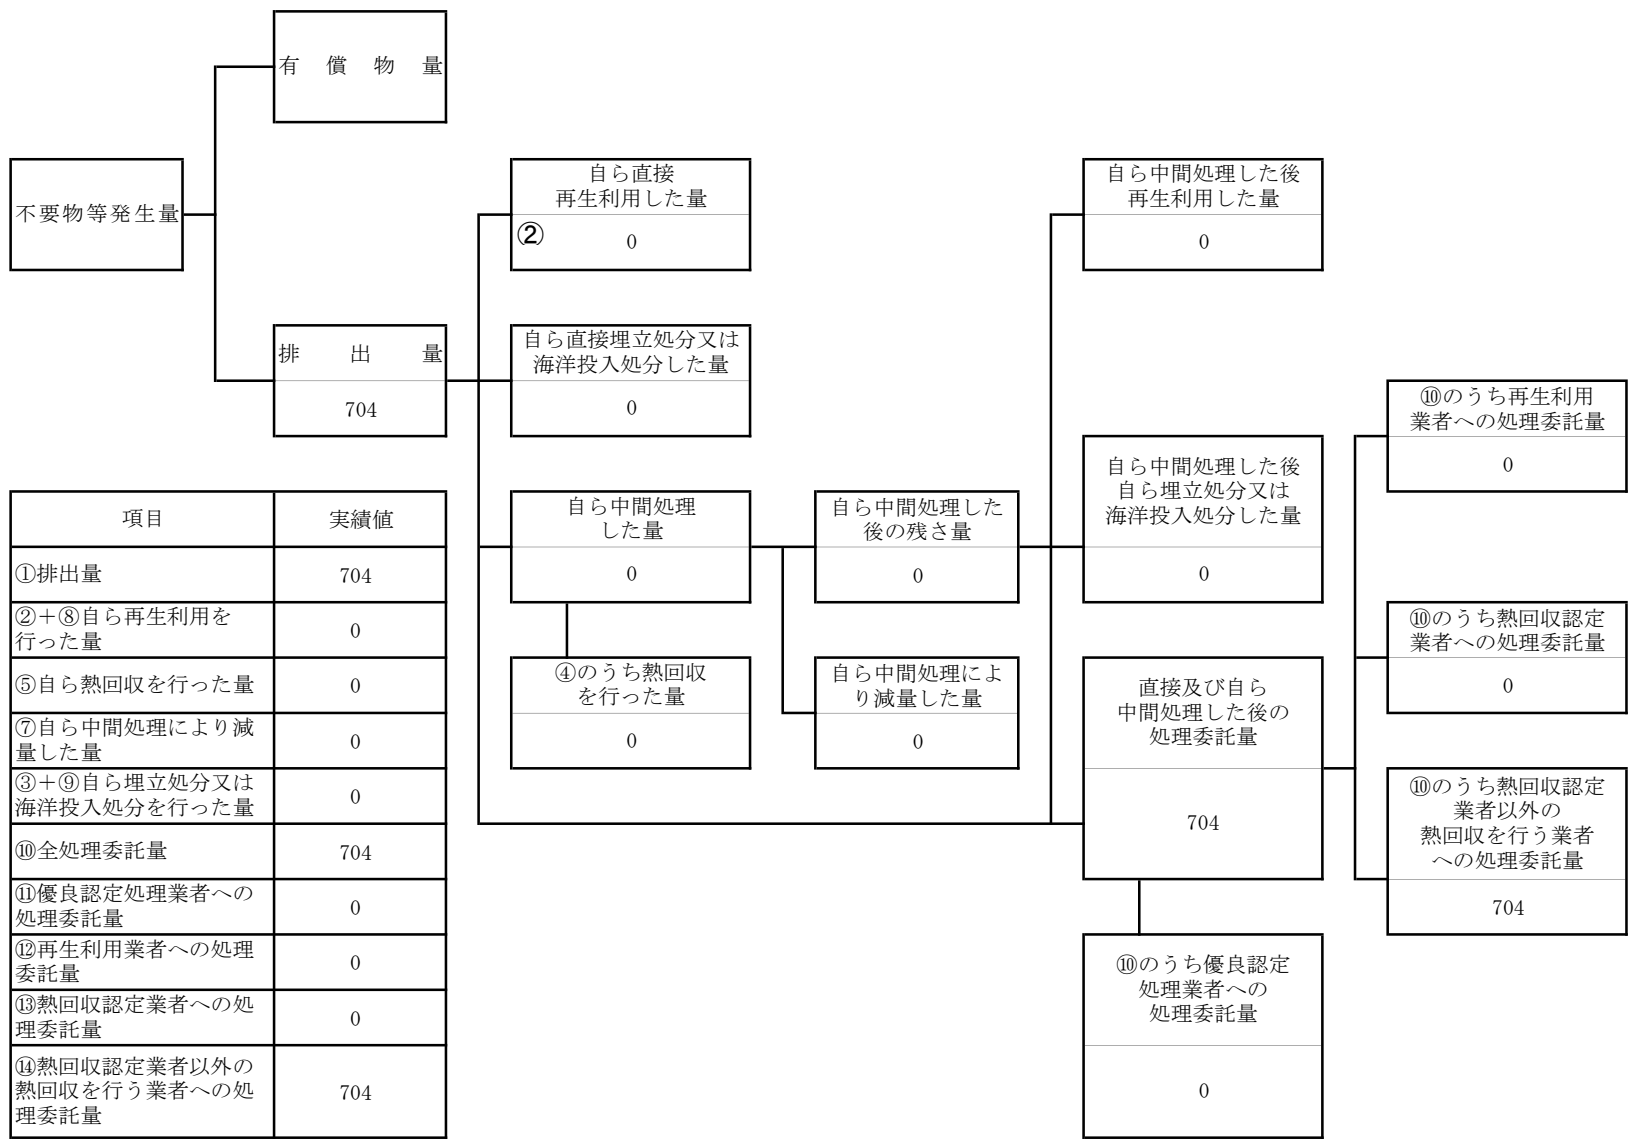 有償物量
不要物等発生量
排出量
704
自ら直接
再生利用した量
②
0
自ら直接埋立処分又は
海洋投入処分した量
0
自ら中間処理
した量
0
④のうち熱回収
を行った量
0
自ら中間処理した
後の残さ量
0
自ら中間処理によ
り減量した量
0
自ら中間処理した後
再生利用した量
0
自ら中間処理した後
自ら埋立処分又は
海洋投入処分した量
0
直接及び自ら
中間処理した後の
処理委託量
704
⑩のうち優良認定
処理業者への
処理委託量
0
⑩のうち再生利用
業者への処理委託量
0
⑩のうち熱回収認定
業者への処理委託量
0
⑩のうち熱回収認定
業者以外の
熱回収を行う業者
への処理委託量
704
項目 実績値
①排出量 704
②＋⑧自ら再生利用を
行った量 0
⑤自ら熱回収を行った量 0
⑦自ら中間処理により減
量した量 0
③＋⑨自ら埋立処分又は
海洋投入処分を行った量 0
⑩全処理委託量 704
⑪優良認定処理業者への
処理委託量 0
⑫再生利用業者への処理
委託量 0
⑬熱回収認定業者への処
理委託量 0
⑭熱回収認定業者以外の
熱回収を行う業者への処
理委託量 704